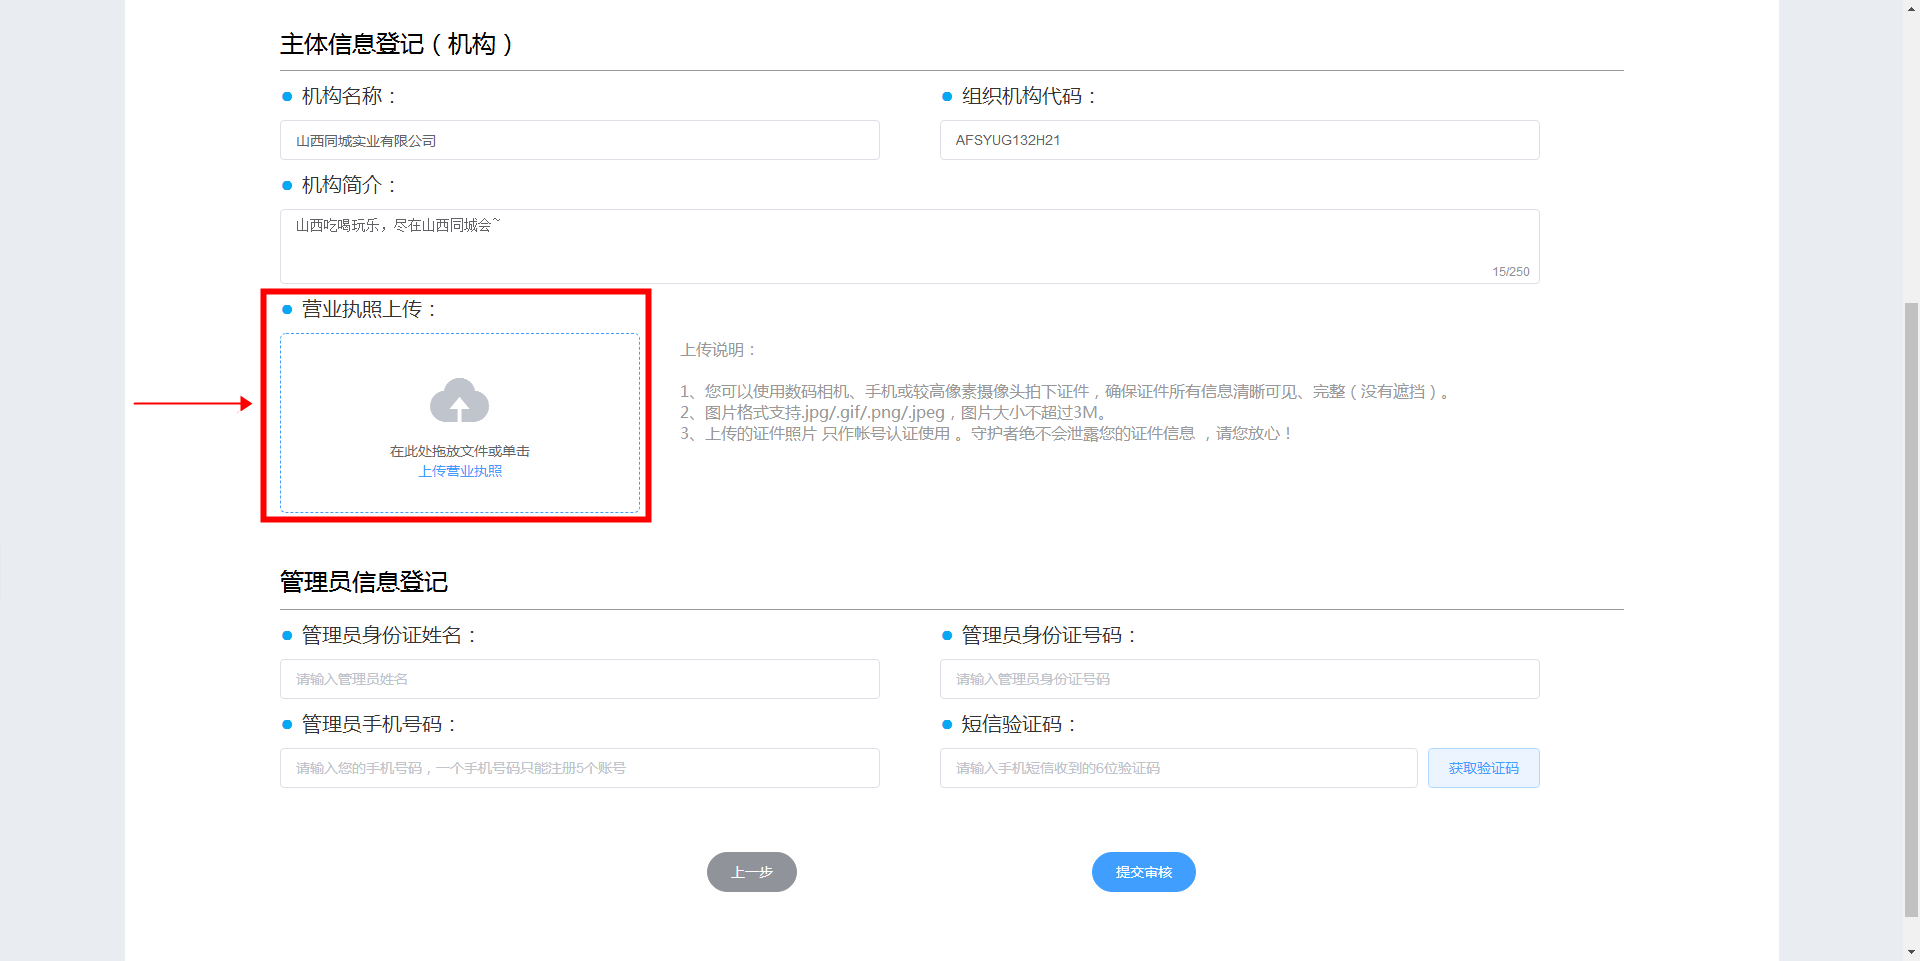 主体信息登记（机构）
机构名称：
组织机构代码：
山西同城实业有限公司
AFSYUG132H21
机构简介：
山西吃喝玩乐，尽在山西同城会~
15/250
营业执照上传：
在此处拖放文件或单击
上传营业执照
上传说明：
1、您可以使用数码相机、手机或较高像素摄像头拍下证件，确保证件所有信息清晰可见、完整（没有遮挡）。
2、图片格式支持.jpg/.gif/.png/.jpeg，图片大小不超过3M。
3、上传的证件照片 只作帐号认证使用 。守护者绝不会泄露您的证件信息 ，请您放心！
管理员信息登记
管理员身份证姓名：
管理员身份证号码：
请输入管理员姓名
请输入管理员身份证号码
管理员手机号码：
短信验证码：
请输入您的手机号码，一个手机号码只能注册5个账号
请输入手机短信收到的6位验证码
获取验证码
上一步
提交审核